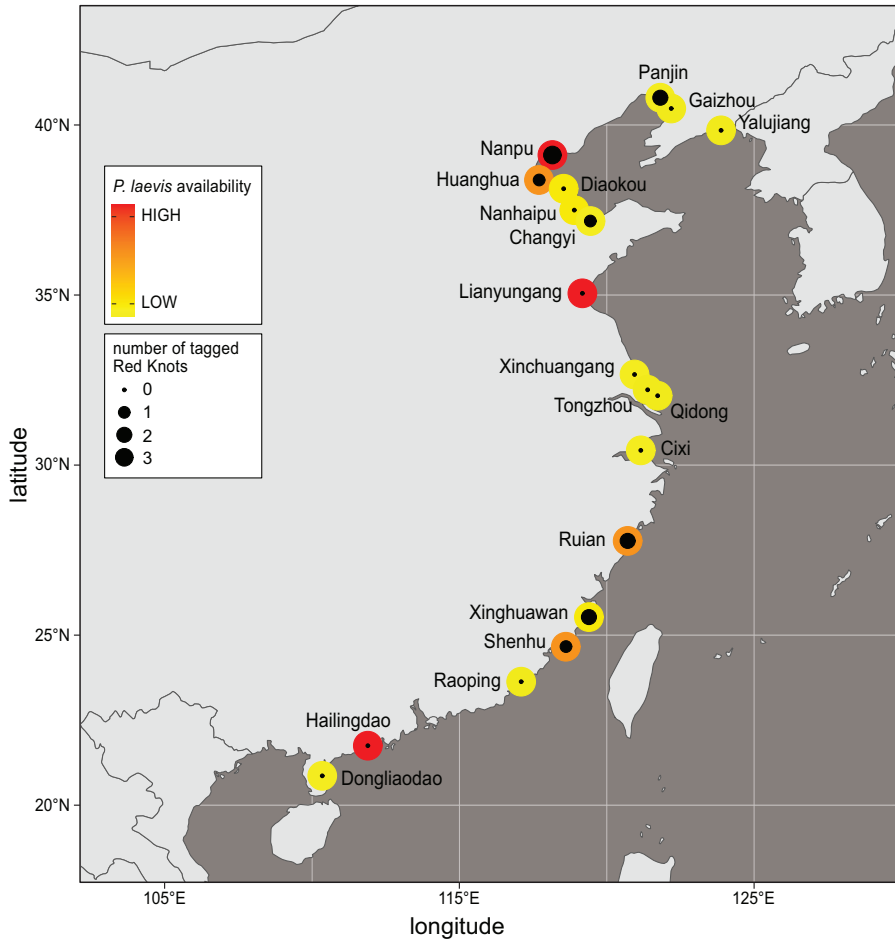 Panjin
Gaizhou
40°N
Yalujiang
Nanpu
Huanghua
Diaokou
P. laevis availability
HIGH
Nanhaipu
Changyi
35°N
LOW
Lianyungang
number of tagged
Red Knots
0
1
2
3
Xinchuangang
Tongzhou
Qidong
30°N
Cixi
latitude
Ruian
Xinghuawan
25°N
Shenhu
Raoping
Hailingdao
Dongliaodao
20°N
105°E
115°E
125°E
longitude